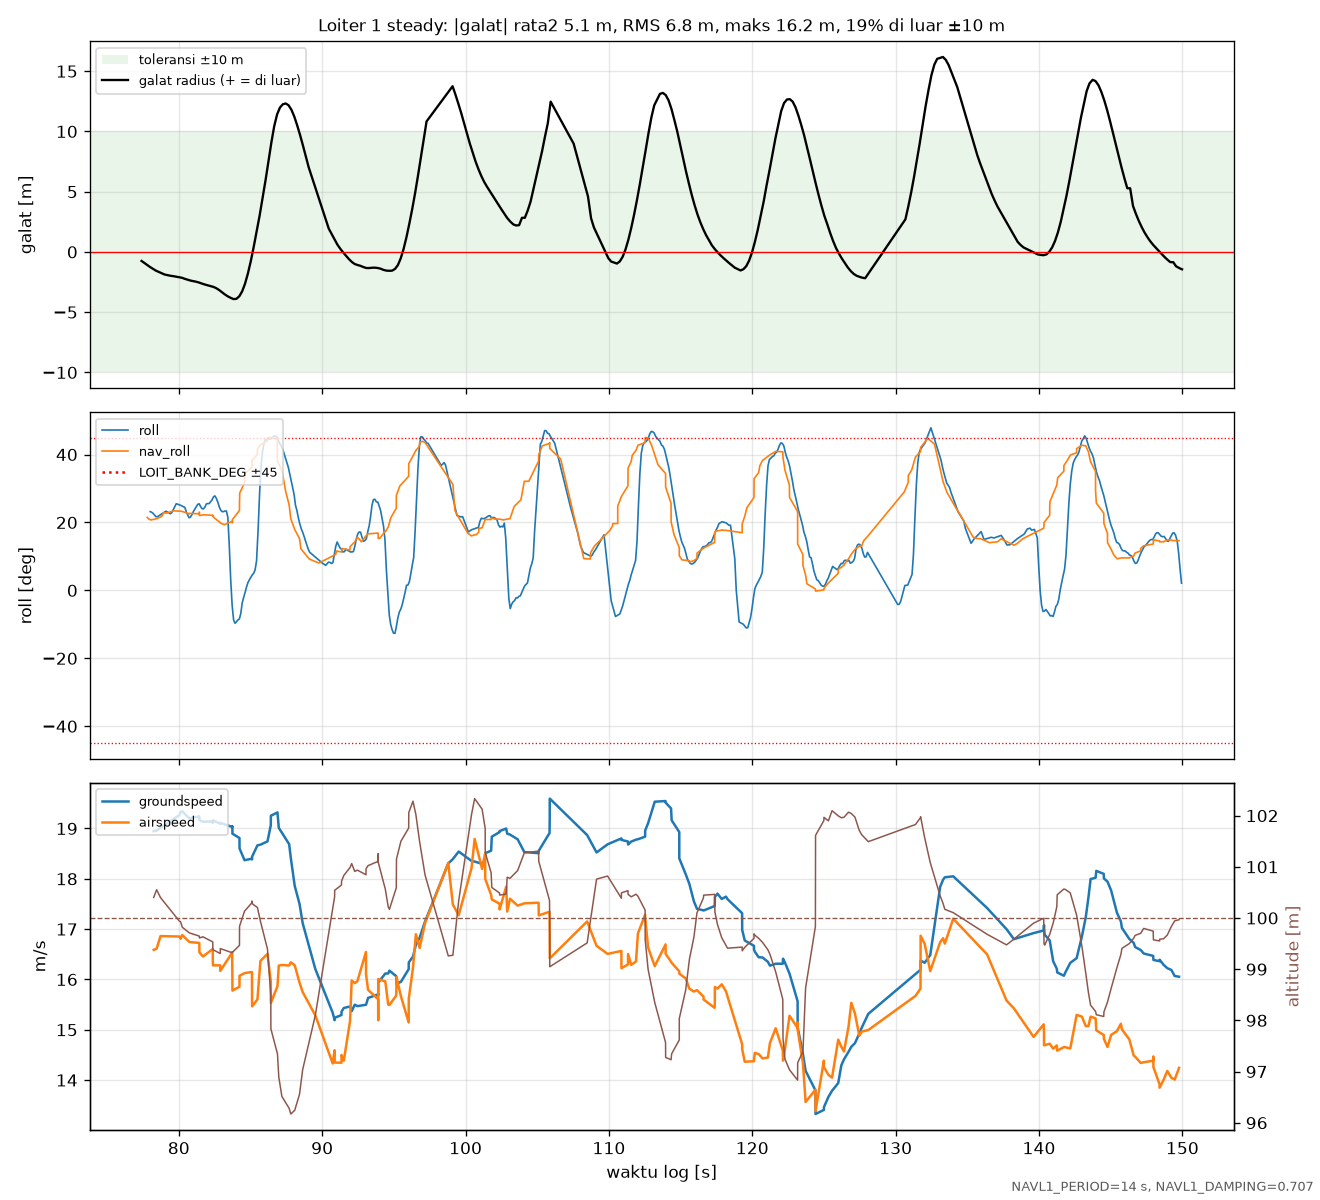 Loiter 1 steady: |galat| rata2 5.1 m, RMS 6.8 m, maks 16.2 m, 19% di luar ±10 m
toleransi ±10 m
galat radius (+ = di luar)
galat [m]
15
10
5
0
−5
−10
roll
nav_roll
LOIT_BANK_DEG ±45
roll [deg]
40
20
0
−20
−40
groundspeed
airspeed
m/s
19
18
17
16
15
14
102
101
100
99
98
97
96
altitude [m]
80 90 100 110 120 130 140 150
waktu log [s]
NAVL1_PERIOD=14 s, NAVL1_DAMPING=0.707